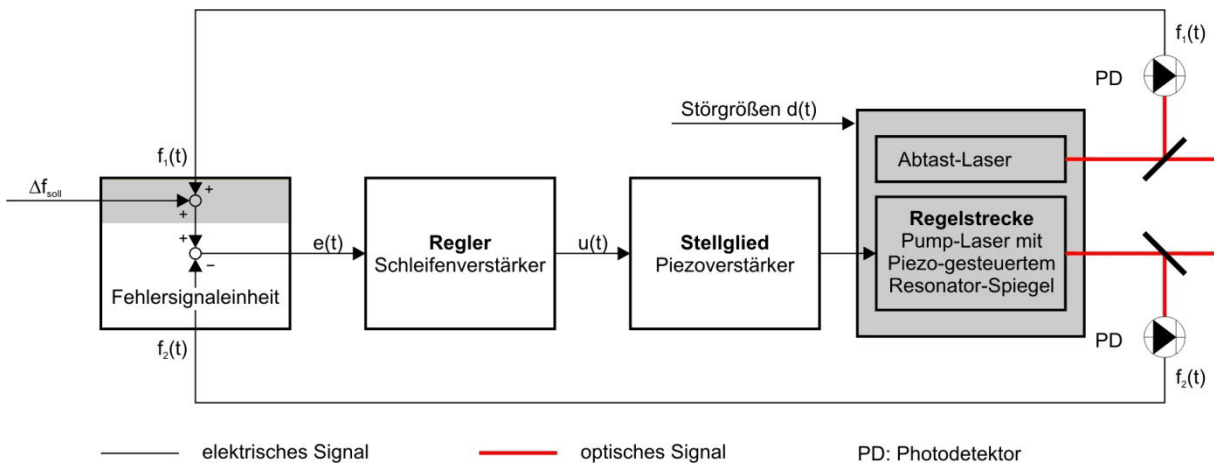 f₁(t)
PD
Störgrößen d(t)
Abtast-Laser
f₁(t)
Δfsoll
+
+
+
−
e(t)
Fehlersignaleinheit
Regler
Schleifenverstärker
u(t)
Stellglied
Piezoverstärker
Regelstrecke
Pump-Laser mit
Piezo-gesteuertem
Resonator-Spiegel
f₂(t)
PD
f₂(t)
elektrisches Signal
optisches Signal
PD: Photodetektor